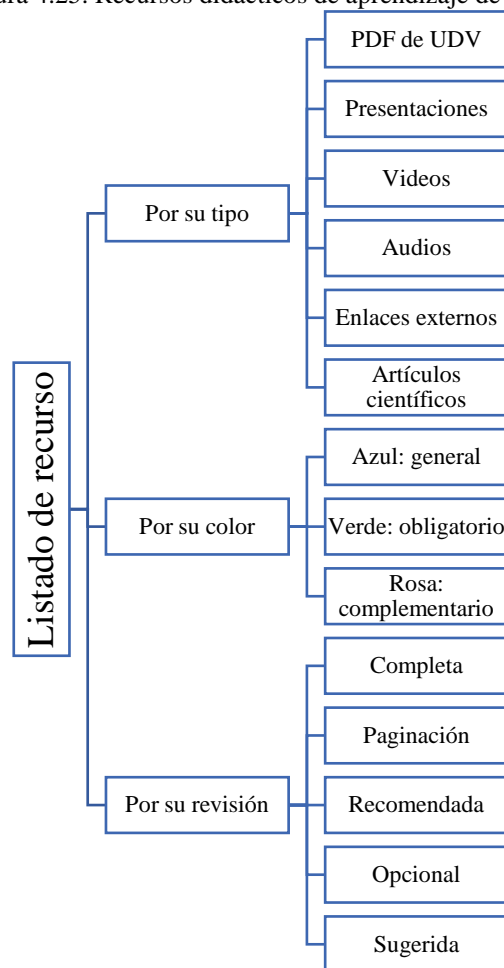 4.25. Recursos didácticos de aprendizaje de
Listado de recurso
Por su tipo
PDF de UDV
Presentaciones
Videos
Audios
Enlaces externos
Artículos
científicos
Por su color
Azul: general
Verde: obligatorio
Rosa:
complementario
Por su revisión
Completa
Paginación
Recomendada
Opcional
Sugerida